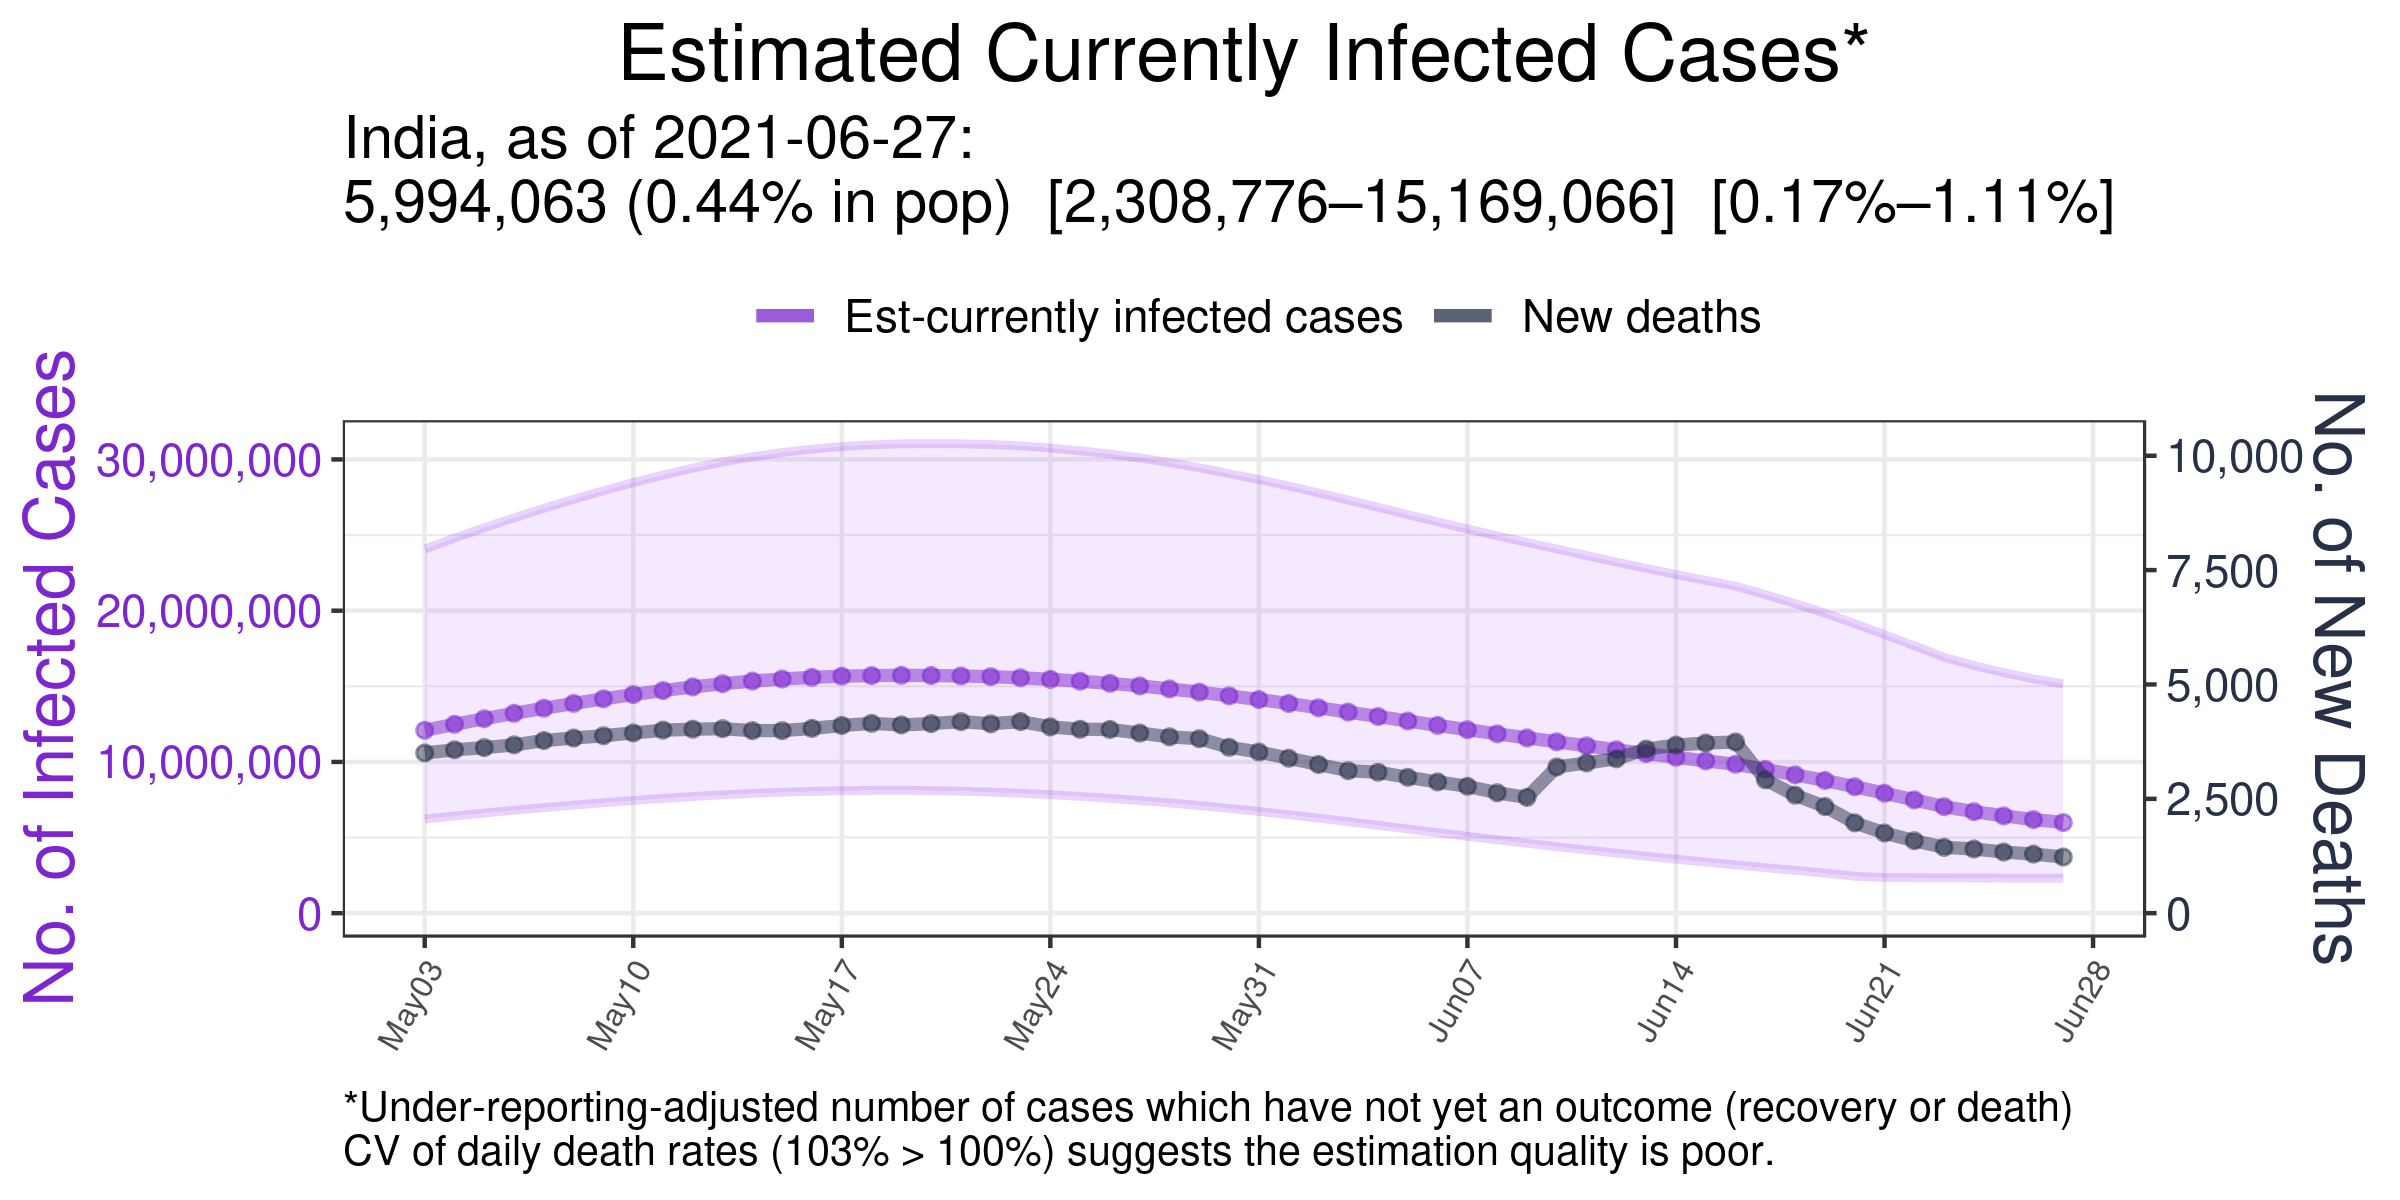 Estimated Currently Infected Cases*
India, as of 2021-06-27:
5,994,063 (0.44% in pop)  [2,308,776–15,169,066]  [0.17%–1.11%]
Est-currently infected cases
New deaths
No. of Infected Cases
30,000,000
20,000,000
10,000,000
0
No. of New Deaths
10,000
7,500
5,000
2,500
0
May03
May10
May17
May24
May31
Jun07
Jun14
Jun21
Jun28
*Under-reporting-adjusted number of cases which have not yet an outcome (recovery or death)
CV of daily death rates (103% > 100%) suggests the estimation quality is poor.